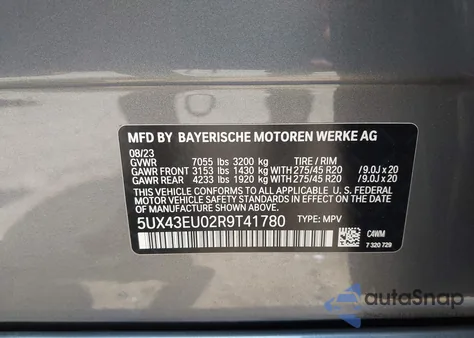 MFD BY BAYERISCHE MOTOREN WERKE AG
08/23
GVWR 7055 lbs 3200 kg TIRE / RIM
GAWR FRONT 3153 lbs 1430 kg WITH 275/45 R20 /9.0J x 20
GAWR REAR 4233 lbs 1920 kg WITH 275/45 R20 /9.0J x 20
THIS VEHICLE CONFORMS TO ALL APPLICABLE U. S. FEDERAL MOTOR VEHICLE
SAFETY STANDARDS IN EFFECT
ON THE DATE OF MANUFACTURE SHOWN ABOVE.
5UX43EU02R9T41780 TYPE: MPV
C4WM
7 320 729
autoSnap